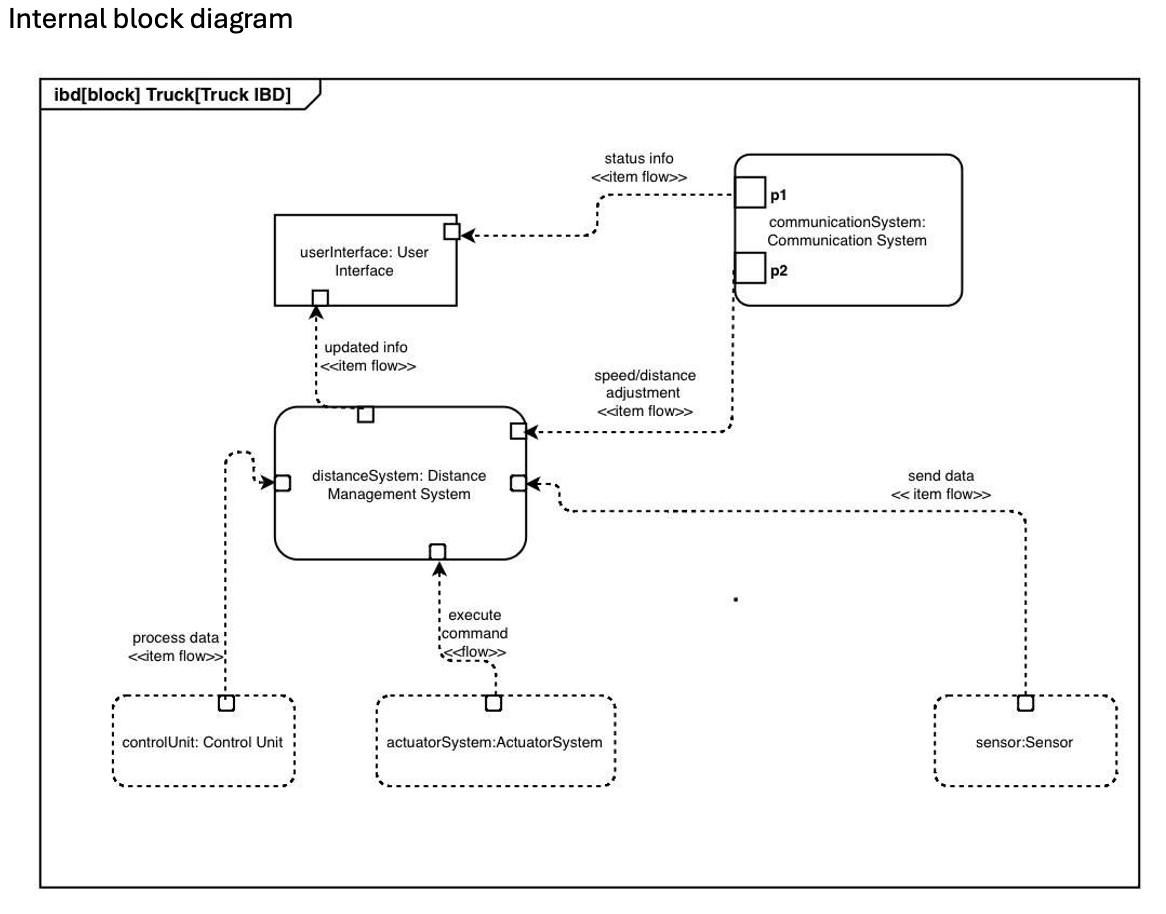 Internal block diagram
ibd[block] Truck[Truck IBD]
status info
<<item flow>>
p1
communicationSystem:
Communication System
p2
userInterface: User
Interface
updated info
<<item flow>>
speed/distance
adjustment
<<item flow>>
distanceSystem: Distance
Management System
send data
<< item flow>>
execute
command
<<flow>>
process data
<<item flow>>
controlUnit: Control Unit
actuatorSystem:ActuatorSystem
sensor:Sensor